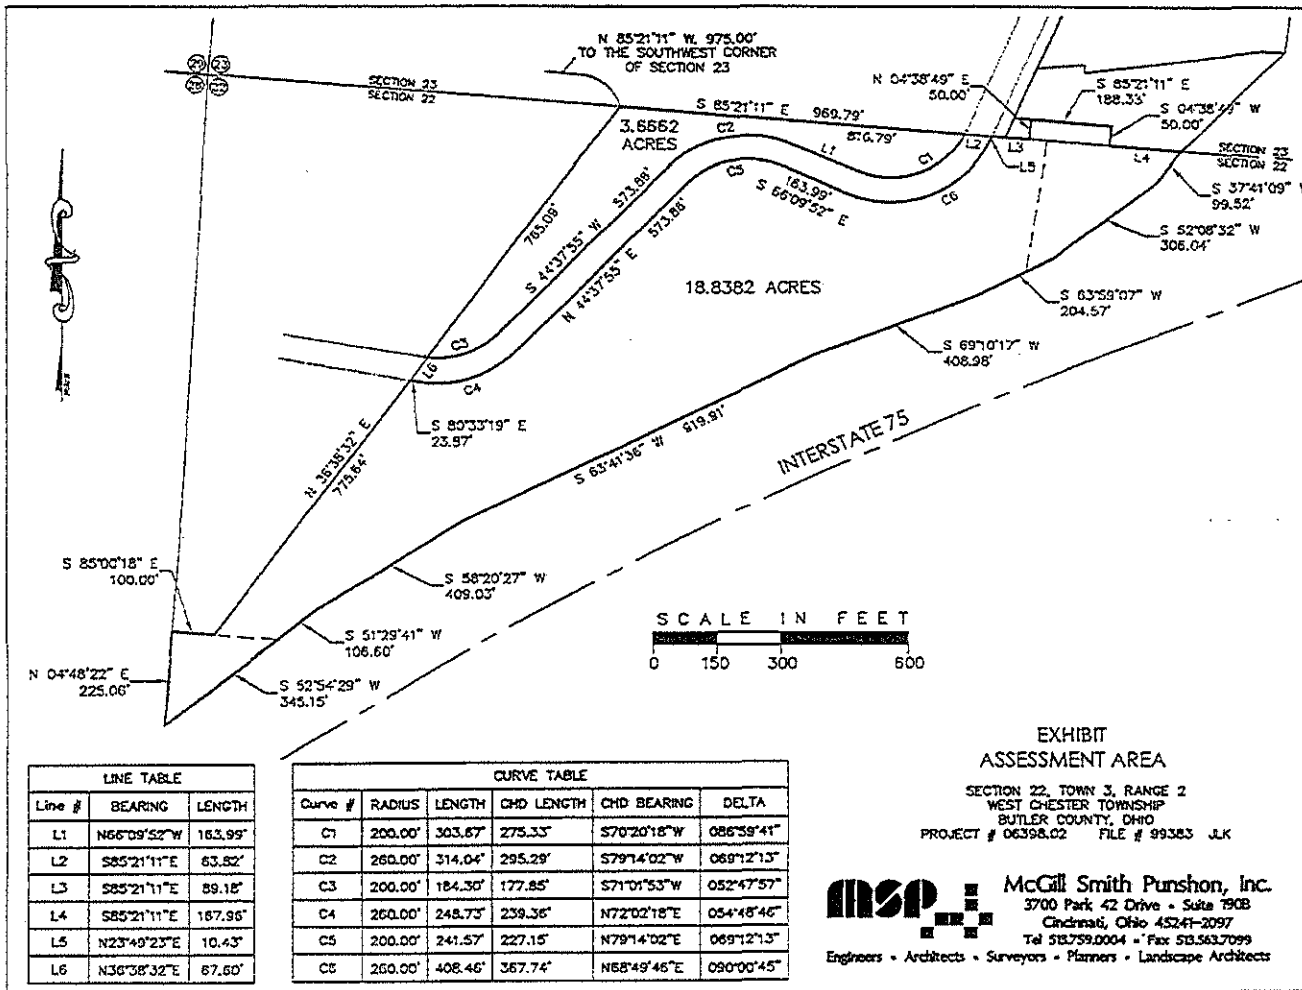 N 85°21'11" W, 975.00'
TO THE SOUTHWEST CORNER
OF SECTION 23
29 23
28 22
SECTION 23
SECTION 22
S 85°21'11" E 969.79'
876.79'
N 04°38'49" E
50.00'
S 85°21'11" E
188.33'
S 04°38'49" W
50.00'
3.6662
ACRES
C2
L1
C1
L2
L3
L5
L4
SECTION 23
SECTION 22
C5
163.99'
S 66°09'52" E
C6
S 37°41'09" W
99.52'
S 52°08'32" W
306.04'
765.09'
S 44°37'55" W 573.88'
N 44°37'55" E 573.88'
18.8382 ACRES
S 63°59'07" W
204.57'
S 69°10'17" W
408.98'
C3
L6
C4
S 80°33'19" E
23.97'
INTERSTATE 75
N 36°38'32" E
775.64'
S 63°41'36" W 919.91'
S 85°00'18" E
100.00'
S 58°20'27" W
409.03'
S 51°29'41" W
106.60'
N 04°48'22" E
225.06'
S 52°54'29" W
345.15'
SCALE IN FEET
0 150 300 600
LINE TABLE
Line # BEARING LENGTH
L1 N66°09'52"W 163.99'
L2 S85°21'11"E 63.82'
L3 S85°21'11"E 89.18'
L4 S85°21'11"E 167.96'
L5 N23°49'23"E 10.43'
L6 N36°38'32"E 67.60'
CURVE TABLE
Curve # RADIUS LENGTH CHD LENGTH CHD BEARING DELTA
C1 200.00' 303.67' 275.33' S70°20'18"W 086°59'41"
C2 260.00' 314.04' 295.29' S79°14'02"W 069°12'13"
C3 200.00' 184.30' 177.85' S71°01'53"W 052°47'57"
C4 260.00' 248.73' 239.36' N72°02'18"E 054°48'46"
C5 200.00' 241.57' 227.15' N79°14'02"E 069°12'13"
C6 260.00' 408.46' 367.74' N68°49'46"E 090°00'45"
EXHIBIT
ASSESSMENT AREA
SECTION 22, TOWN 3, RANGE 2
WEST CHESTER TOWNSHIP
BUTLER COUNTY, OHIO
PROJECT # 06398.02 FILE # 99383 JLK
msp
McGill Smith Punshon, Inc.
3700 Park 42 Drive • Suite 190B
Cincinnati, Ohio 45241-2097
Tel 513.759.0004 • Fax 513.563.7099
Engineers • Architects • Surveyors • Planners • Landscape Architects